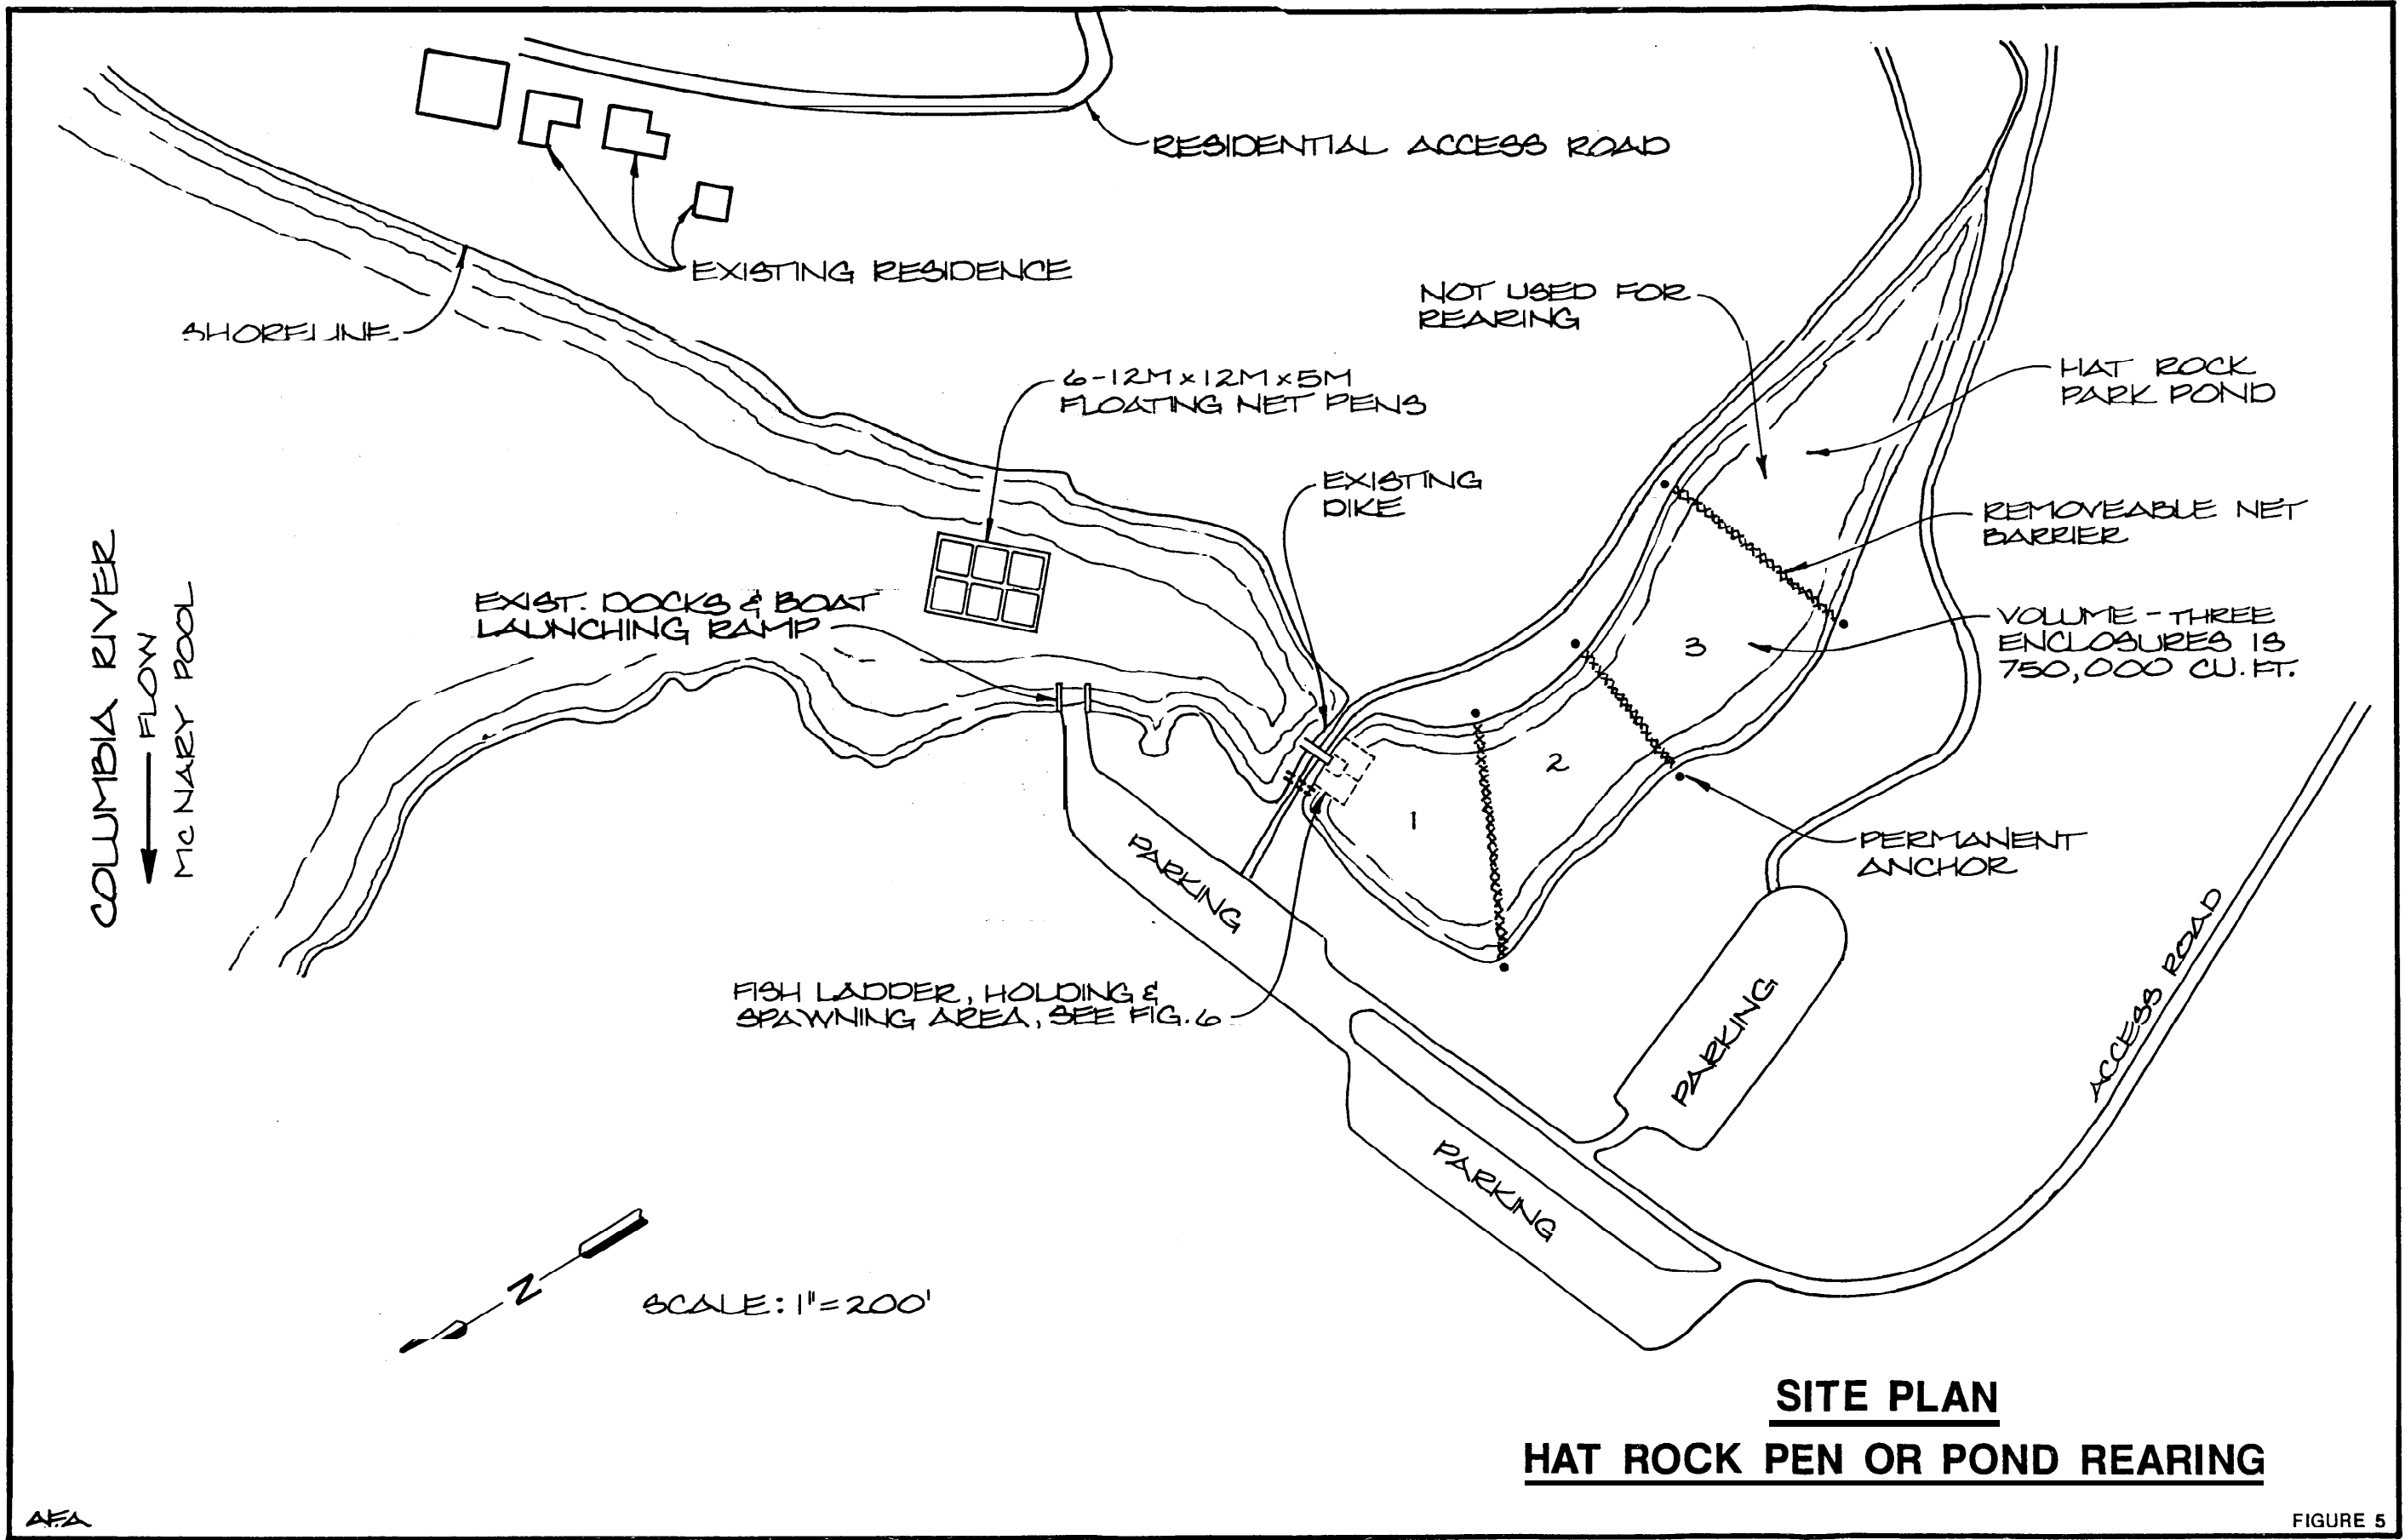 RESIDENTIAL ACCESS ROAD
EXISTING RESIDENCE
SHORELINE
NOT USED FOR
REARING
6-12M x 12M x 5M
FLOATING NET PENS
HAT ROCK
PARK POND
EXISTING
DIKE
REMOVEABLE NET
BARRIER
EXIST. DOCKS & BOAT
LAUNCHING RAMP
VOLUME - THREE
ENCLOSURES IS
750,000 CU. FT.
COLUMBIA RIVER
FLOW
McNARY POOL
3
2
1
PERMANENT
ANCHOR
PARKING
FISH LADDER, HOLDING &
SPAWNING AREA, SEE FIG. 6
PARKING
ACCESS ROAD
PARKING
N
SCALE: 1"=200'
SITE PLAN
HAT ROCK PEN OR POND REARING
AFA
FIGURE 5